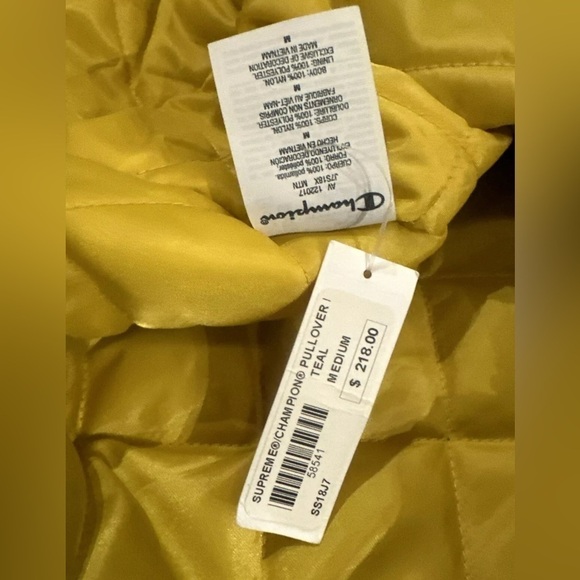 Champion®
AV 122017
J7S18X MTN
CUERPO: 100% poliamida
FORRO: 100% poliéster,
EXCLUYENDO DECORACIÓN
HECHO EN VIETNAM
M
CORPS: 100% NYLON.
DOUBLURE: 100% POLYESTER.
ORNEMENTS NON COMPRIS
FABRIQUE AU VIET-NAM
M
BODY: 100% NYLON.
LINING: 100% POLYESTER.
EXCLUSIVE OF DECORATION
MADE IN VIETNAM
M
SUPREME®/CHAMPION® PULLOVER /
TEAL
MEDIUM
$ 218.00
58541
SS18J7